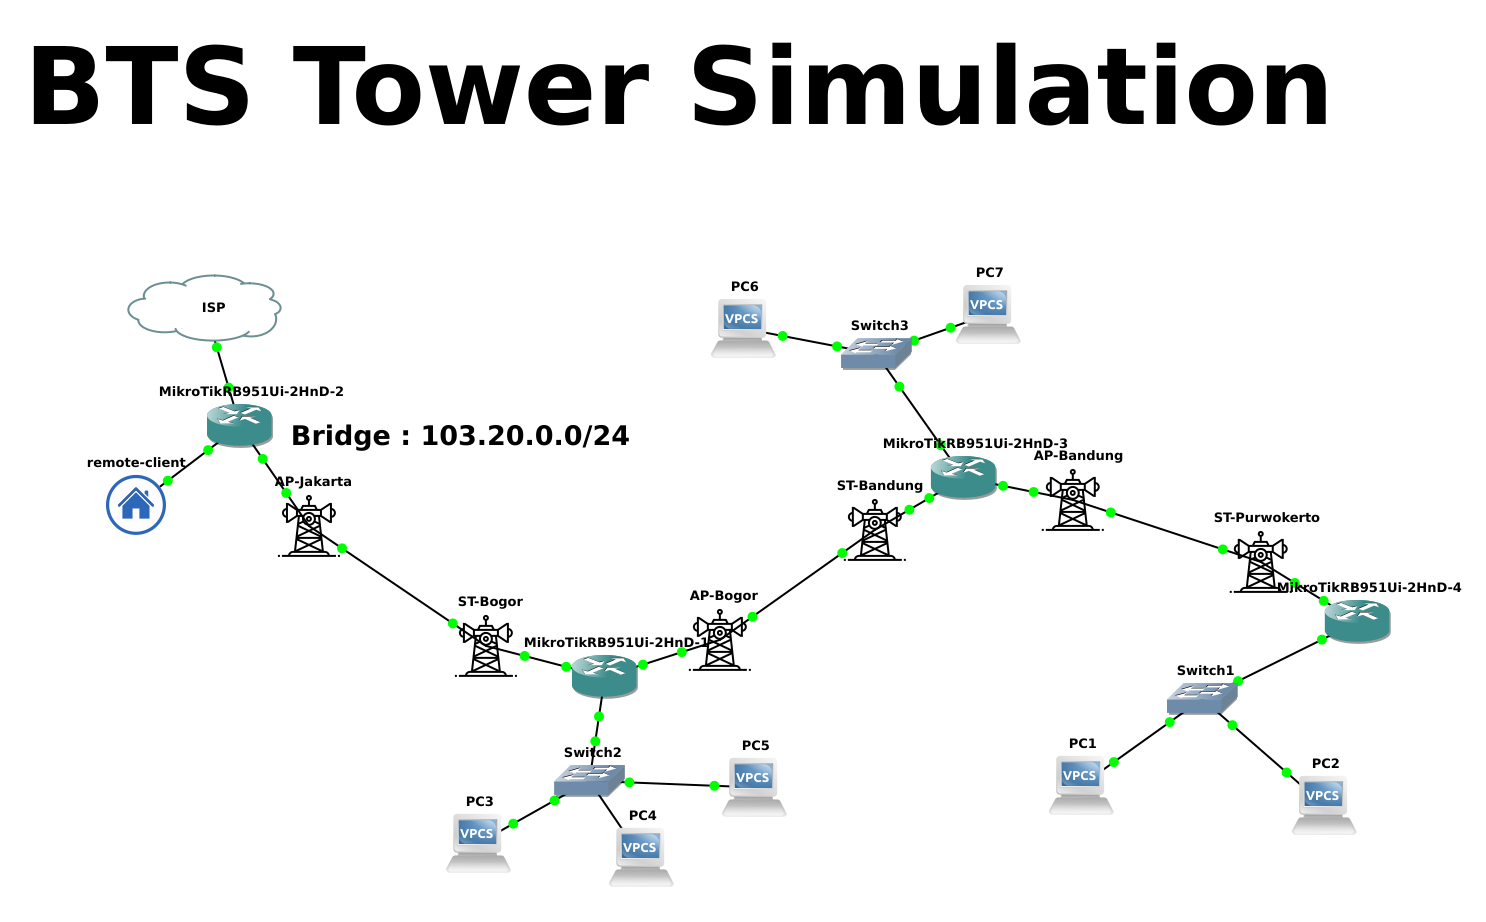 BTS Tower Simulation
PC7
PC6
VPCS
VPCS
ISP
Switch3
MikroTikRB951Ui-2HnD-2
Bridge : 103.20.0.0/24
MikroTikRB951Ui-2HnD-3
AP-Bandung
remote-client
AP-Jakarta
ST-Bandung
ST-Purwokerto
MikroTikRB951Ui-2HnD-4
AP-Bogor
ST-Bogor
MikroTikRB951Ui-2HnD-1
Switch1
Switch2
PC5
PC1
PC2
VPCS
VPCS
VPCS
PC3
PC4
VPCS
VPCS